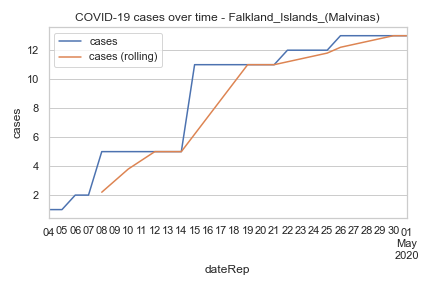 COVID-19 cases over time - Falkland_Islands_(Malvinas)
cases
cases (rolling)
cases
12
10
8
6
4
2
04 05 06 07 08 09 10 11 12 13 14 15 16 17 18 19 20 21 22 23 24 25 26 27 28 29 30 01
May
2020
dateRep